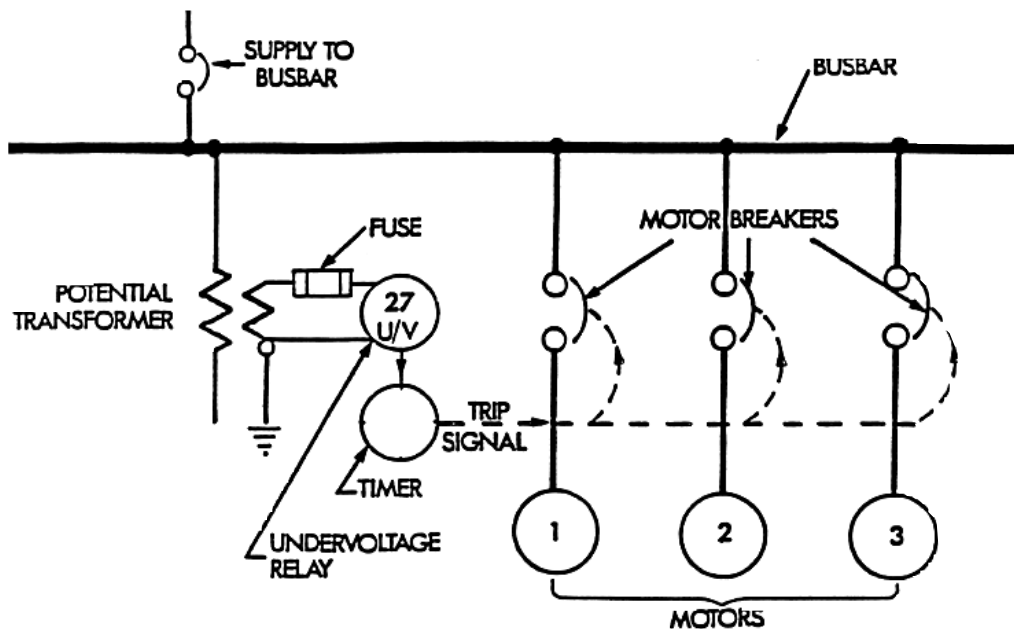 SUPPLY TO
BUSBAR
BUSBAR
FUSE
MOTOR BREAKERS
POTENTIAL
TRANSFORMER
27
U/V
TRIP
SIGNAL
TIMER
UNDERVOLTAGE
RELAY
1
2
3
MOTORS